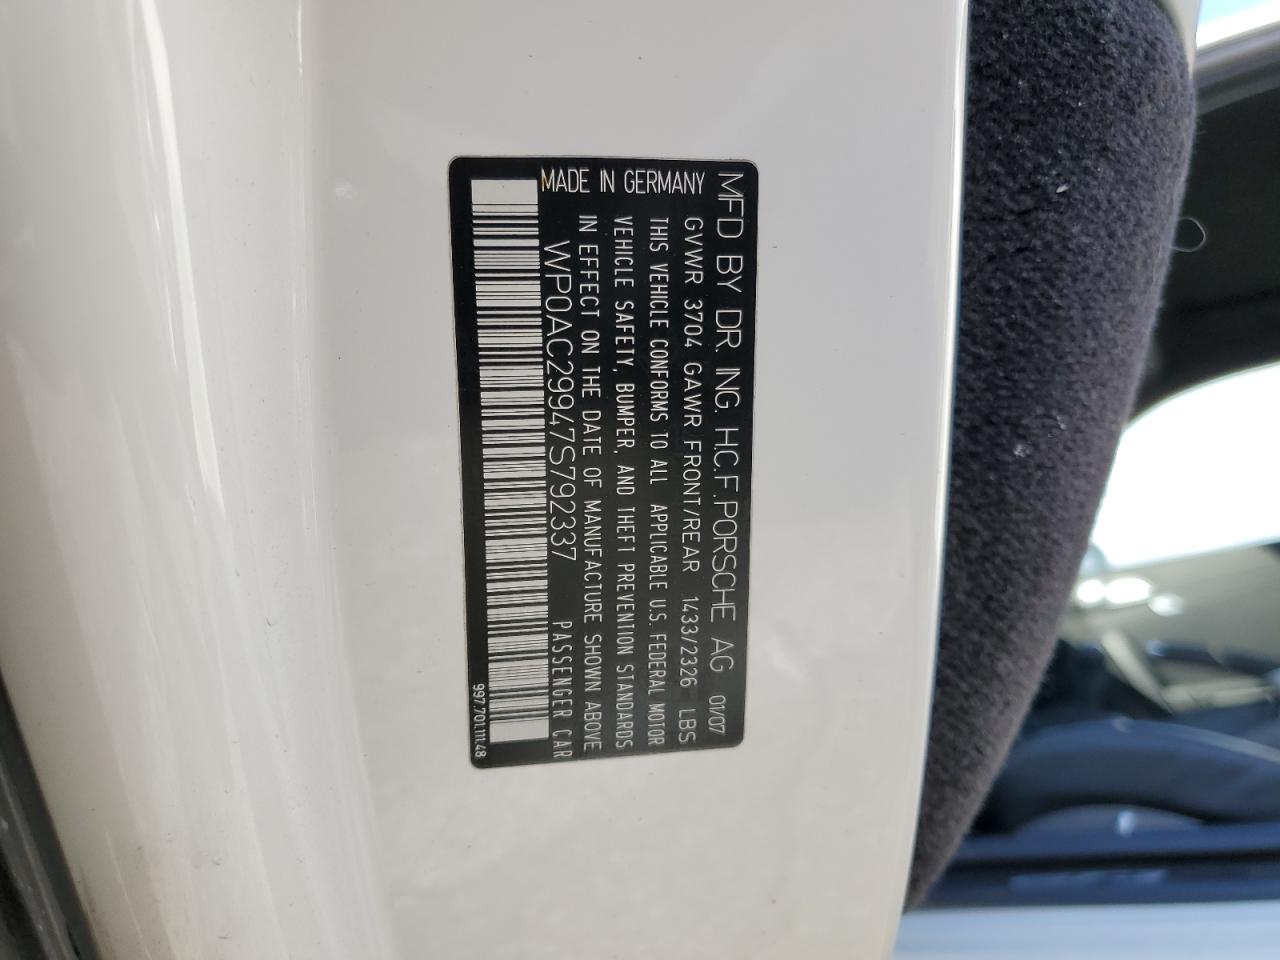 MFD BY DR. ING. H.C.F. PORSCHE AG 01/07
GVWR 3704 GAWR FRONT/REAR 1433/2326 LBS
THIS VEHICLE CONFORMS TO ALL APPLICABLE U.S. FEDERAL MOTOR
VEHICLE SAFETY, BUMPER, AND THEFT PREVENTION STANDARDS
IN EFFECT ON THE DATE OF MANUFACTURE SHOWN ABOVE
MADE IN GERMANY
WP0AC29947S792337 PASSENGER CAR
997.701.111.48